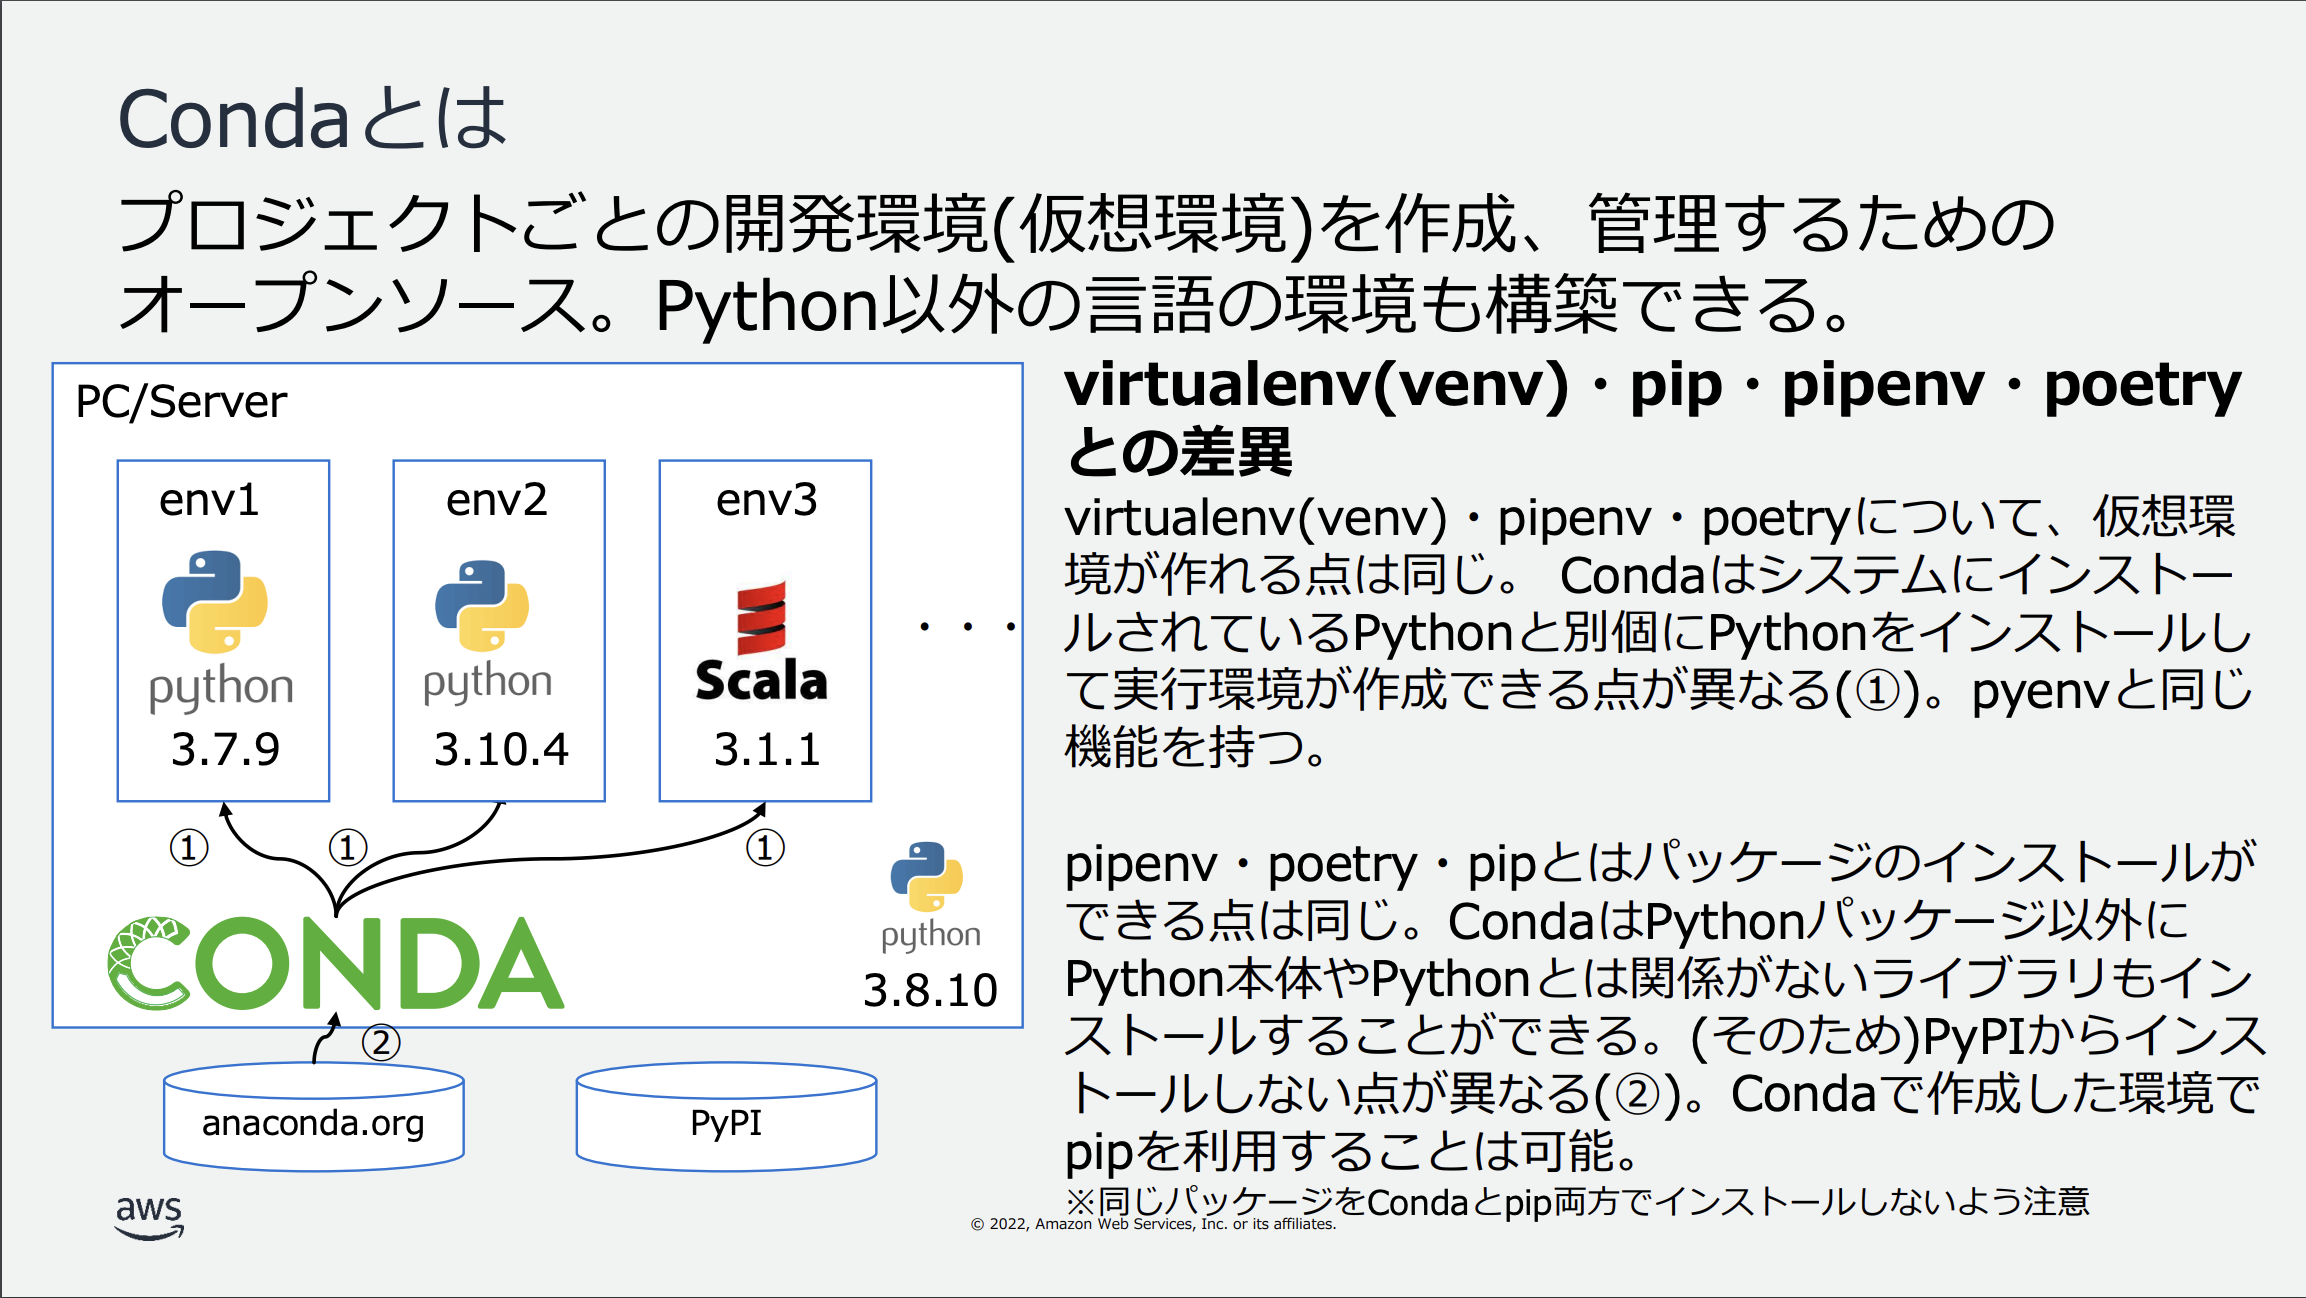 Condaとは
プロジェクトごとの開発環境(仮想環境)を作成、管理するための
オープンソース。Python以外の言語の環境も構築できる。
PC/Server
env1
python
3.7.9
env2
python
3.10.4
env3
Scala
3.1.1
・・・
①
①
①
CONDA
python
3.8.10
②
anaconda.org
PyPI
virtualenv(venv)・pip・pipenv・poetry
との差異
virtualenv(venv)・pipenv・poetryについて、仮想環
境が作れる点は同じ。 Condaはシステムにインストー
ルされているPythonと別個にPythonをインストールし
て実行環境が作成できる点が異なる(①)。pyenvと同じ
機能を持つ。
pipenv・poetry・pipとはパッケージのインストールが
できる点は同じ。CondaはPythonパッケージ以外に
Python本体やPythonとは関係がないライブラリもイン
ストールすることができる。(そのため)PyPIからインス
トールしない点が異なる(②)。Condaで作成した環境で
pipを利用することは可能。
※同じパッケージをCondaとpip両方でインストールしないよう注意
aws
© 2022, Amazon Web Services, Inc. or its affiliates.